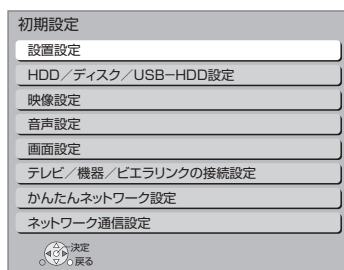 初期設定
設置設定
HDD／ディスク／USB－HDD設定
映像設定
音声設定
画面設定
テレビ／機器／ビエラリンクの接続設定
かんたんネットワーク設定
ネットワーク通信設定
決定
戻る